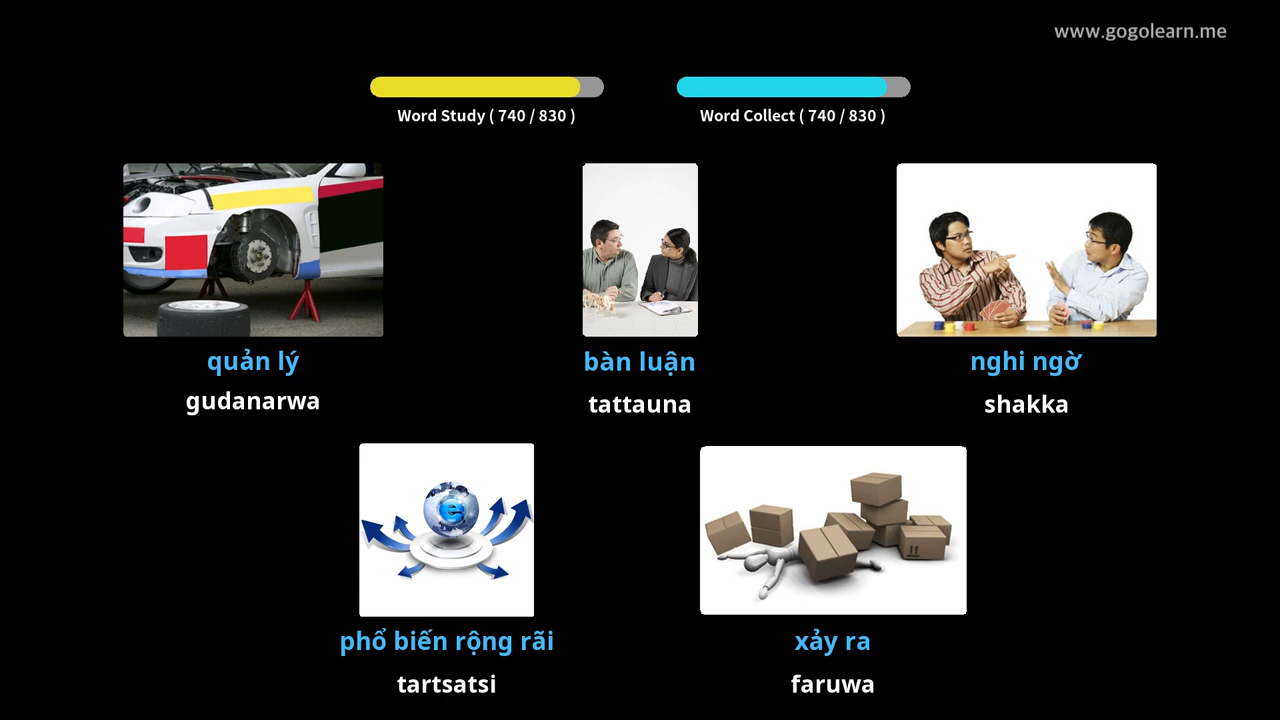 www.gogolearn.me
Word Study ( 740 / 830 )
Word Collect ( 740 / 830 )
quản lý
gudanarwa
bàn luận
tattauna
nghi ngờ
shakka
e
phổ biến rộng rãi
tartsatsi
xảy ra
faruwa